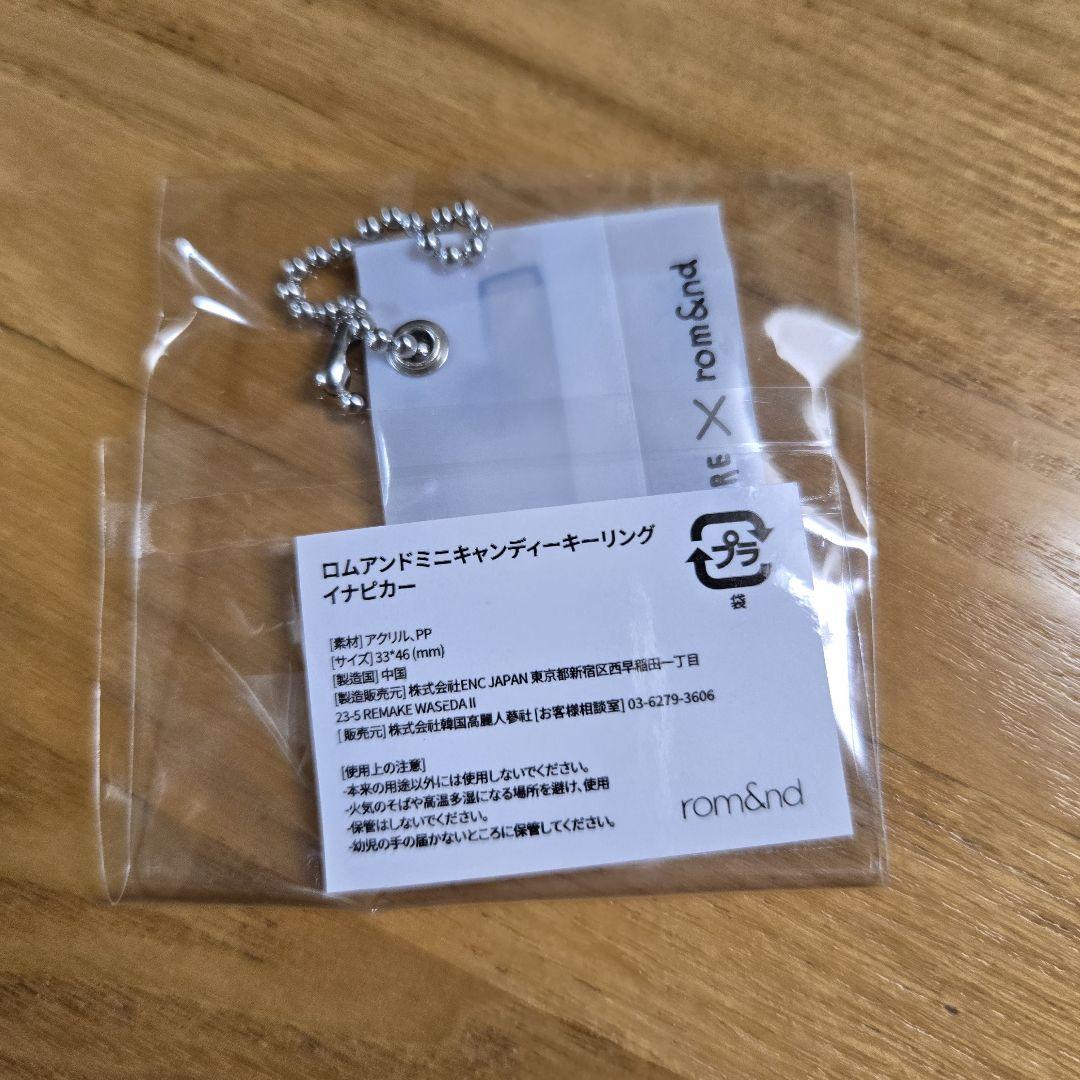 RE X rom&nd
ロムアンドミニキャンディーキーリング
イナピカー
プラ
袋
[素材] アクリル、PP
[サイズ] 33*46 (mm)
[製造国] 中国
[製造販売元] 株式会社ENC JAPAN 東京都新宿区西早稲田一丁目
23-5 REMAKE WASEDA II
[販売元] 株式会社韓国高麗人蔘社 [お客様相談室] 03-6279-3606
[使用上の注意]
-本来の用途以外には使用しないでください。
-火気のそばや高温多湿になる場所を避け、使用
-保管はしないでください。
-幼児の手の届かないところに保管してください。
rom&nd